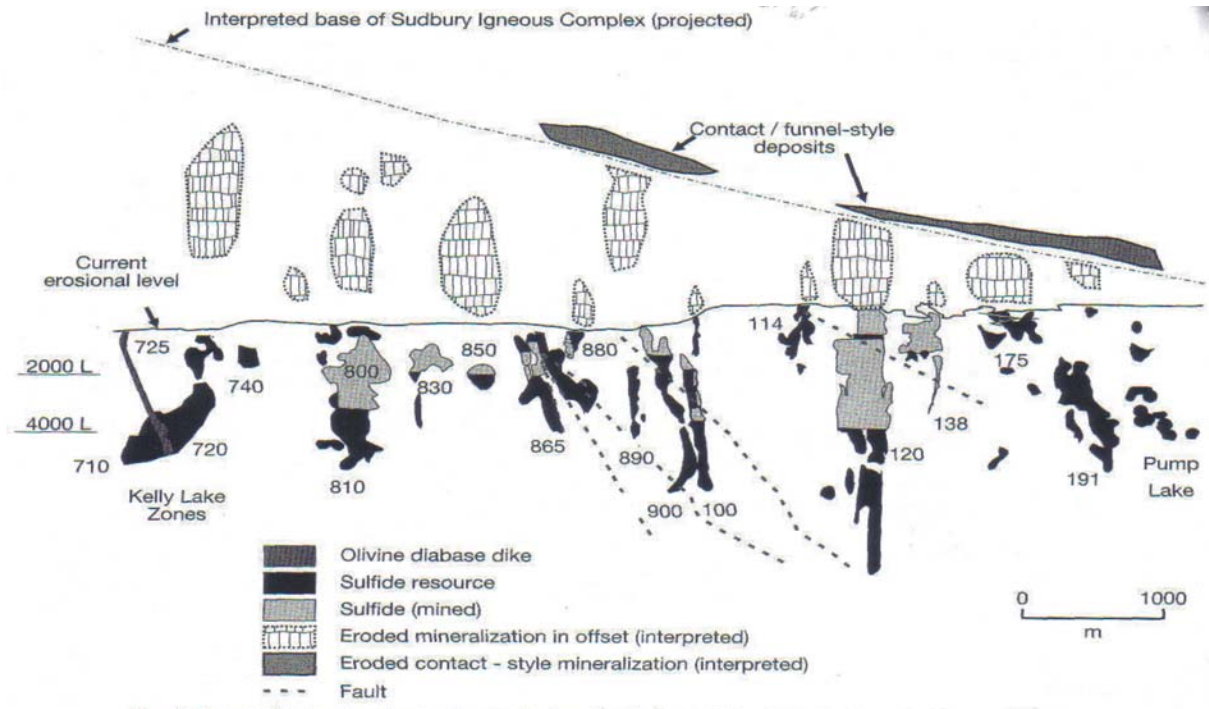 Interpreted base of Sudbury Igneous Complex (projected)
Contact / funnel-style
deposits
Current
erosional level
725
740
800
830
850
880
114
175
2000 L
4000 L
710
720
810
865
890
900
100
120
138
191
Pump
Lake
Kelly Lake
Zones
Olivine diabase dike
Sulfide resource
Sulfide (mined)
Eroded mineralization in offset (interpreted)
Eroded contact - style mineralization (interpreted)
Fault
0 1000
m